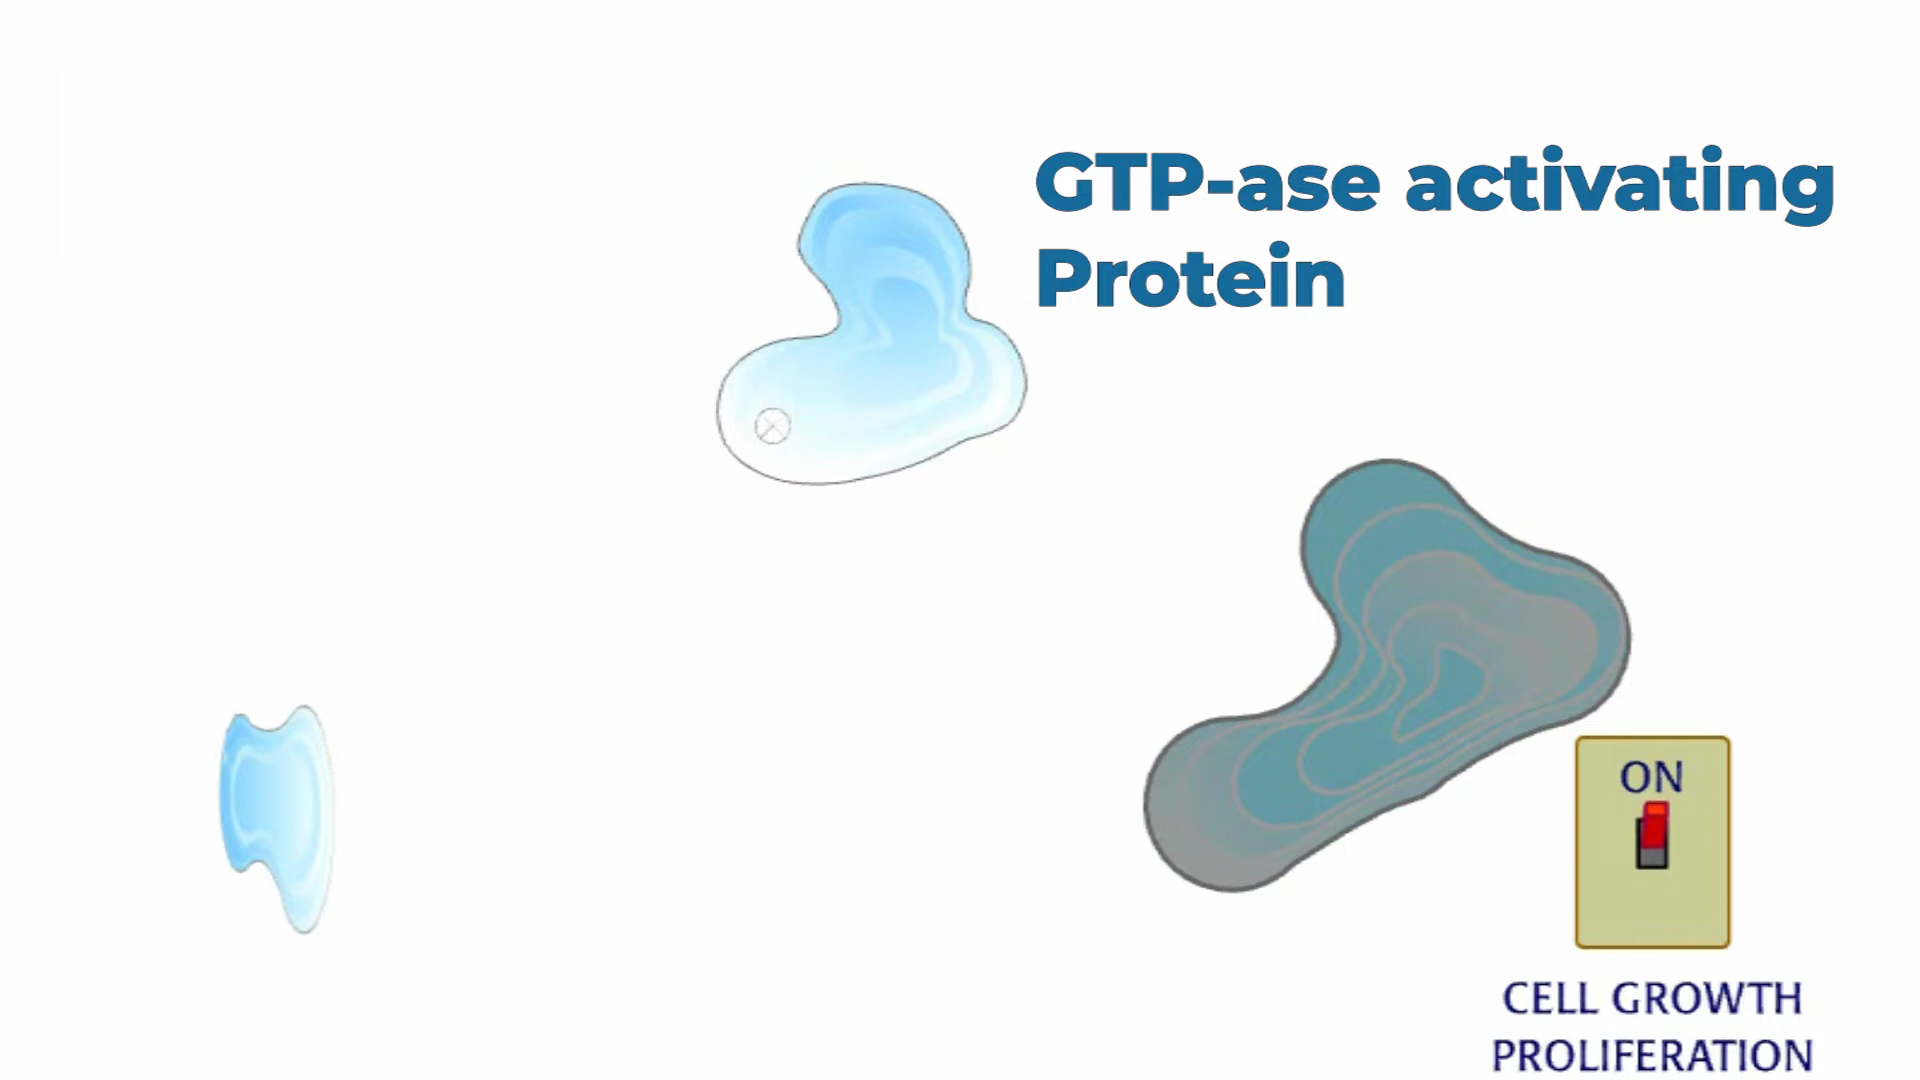 GTP-ase activating
Protein
ON
CELL GROWTH
PROLIFERATION